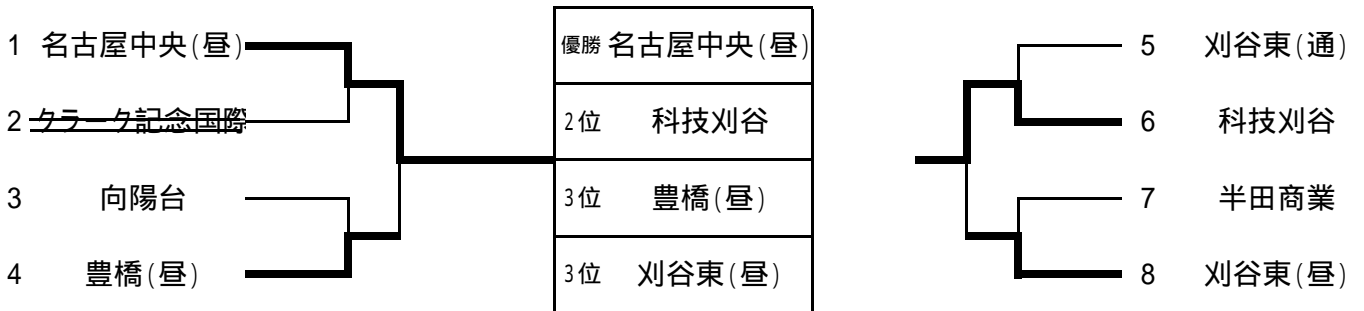 1 名古屋中央(昼)
2 クラーク記念国際
3 向陽台
4 豊橋(昼)
優勝 名古屋中央(昼)
2位 科技刈谷
3位 豊橋(昼)
3位 刈谷東(昼)
5 刈谷東(通)
6 科技刈谷
7 半田商業
8 刈谷東(昼)